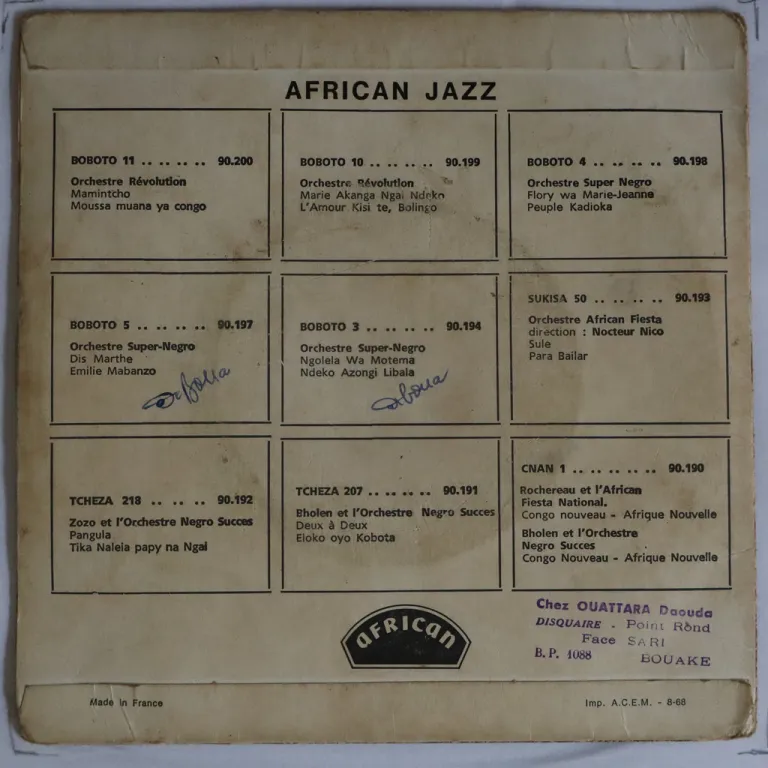 AFRICAN JAZZ
BOBOTO 11 .. .. .. .. 90.200
Orchestre Révolution
Mamintcho
Moussa muana ya congo
BOBOTO 10 .. .. .. .. 90.199
Orchestre Révolution
Marie Akanga Ngai Ndeko
L'Amour Kisi te, Bolingo
BOBOTO 4 .. .. .. .. 90.198
Orchestre Super Negro
Flory wa Marie-Jeanne
Peuple Kadioka
BOBOTO 5 .. .. .. .. 90.197
Orchestre Super-Negro
Dis Marthe
Emilie Mabanzo
BOBOTO 3 .. .. .. .. 90.194
Orchestre Super-Negro
Ngolela Wa Motema
Ndeko Azongi Libala
SUKISA 50 .. .. .. .. 90.193
Orchestre African Fiesta
direction : Nocteur Nico
Sule
Para Bailar
TCHEZA 218 .. .. .. .. 90.192
Zozo et l'Orchestre Negro Succes
Pangula
Tika Naleia papy na Ngai
TCHEZA 207 .. .. .. .. 90.191
Bholen et l'Orchestre Negro Succes
Deux à Deux
Eloko oyo Kobota
CNAN 1 .. .. .. .. .. 90.190
Rochereau et l'African
Fiesta National.
Congo nouveau - Afrique Nouvelle
Bholen et l'Orchestre
Negro Succes
Congo Nouveau - Afrique Nouvelle
AFRICAN
Chez OUATTARA Daouda
DISQUAIRE - Point Rond
Face SARI
B.P. 1088 BOUAKE
Made in France
Imp. A.C.E.M. - 8-68